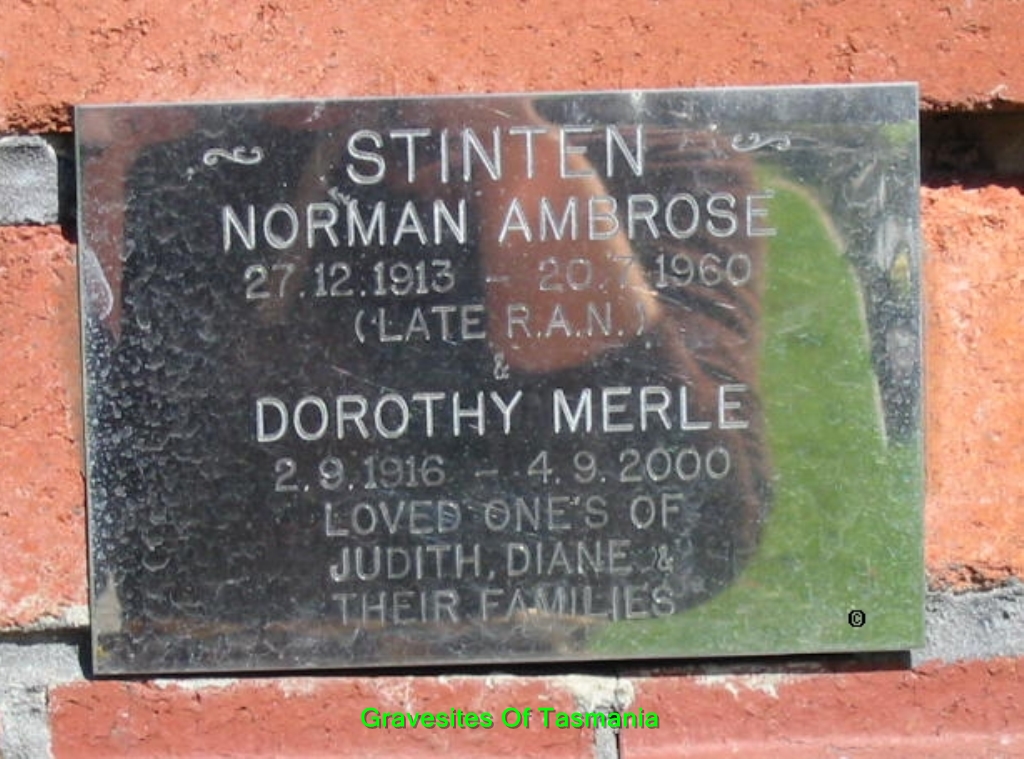 STINTEN
NORMAN AMBROSE
27.12.1913 - 20.7.1960
(LATE R.A.N.)
&
DOROTHY MERLE
2.9.1916 - 4.9.2000
LOVED ONE'S OF
JUDITH, DIANE &
THEIR FAMILIES
©
Gravesites Of Tasmania